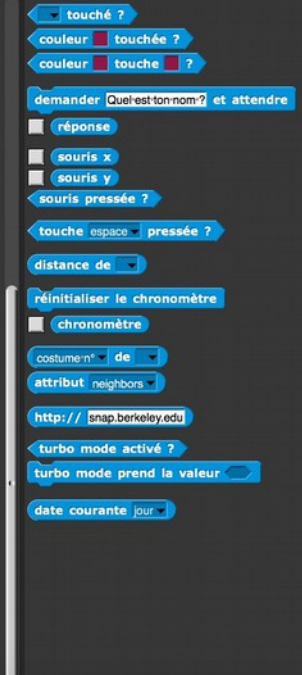 touché ?
couleur touchée ?
couleur touche ?
demander Quel est ton nom ? et attendre
réponse
souris x
souris y
souris pressée ?
touche espace pressée ?
distance de
réinitialiser le chronomètre
chronomètre
costume n° de
attribut neighbors
http:// snap.berkeley.edu
turbo mode activé ?
turbo mode prend la valeur
date courante jour